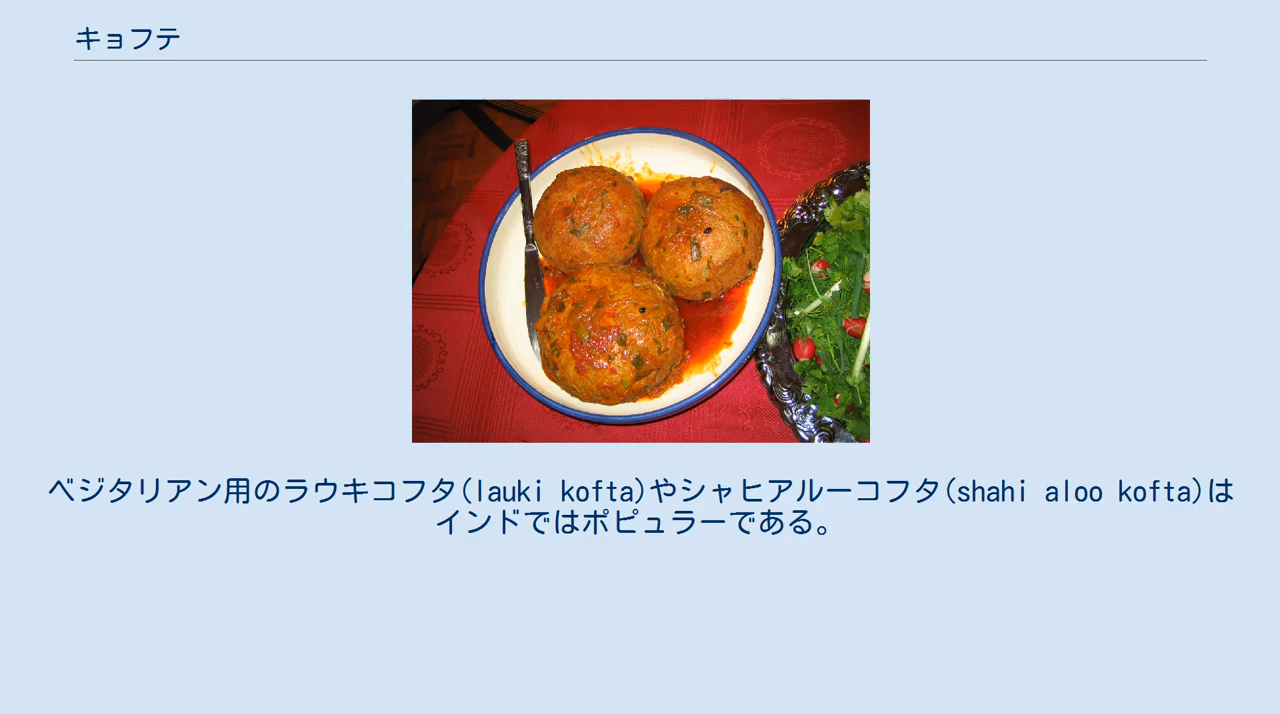 キョフテ
ベジタリアン用のラウキコフタ(lauki kofta)やシャヒアルーコフタ(shahi aloo kofta)は
インドではポピュラーである。